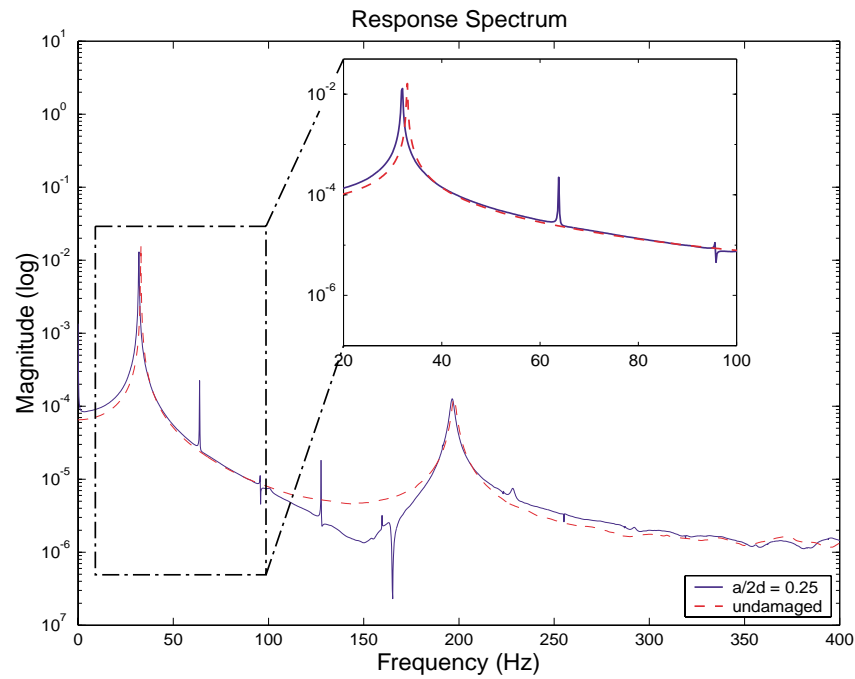 Response Spectrum
10^1
10^0
10^-1
10^-2
10^-3
10^-4
10^-5
10^-6
10^7
Magnitude (log)
10^-2
10^-4
10^-6
20 40 60 80 100
a/2d = 0.25
undamaged
0 50 100 150 200 250 300 350 400
Frequency (Hz)